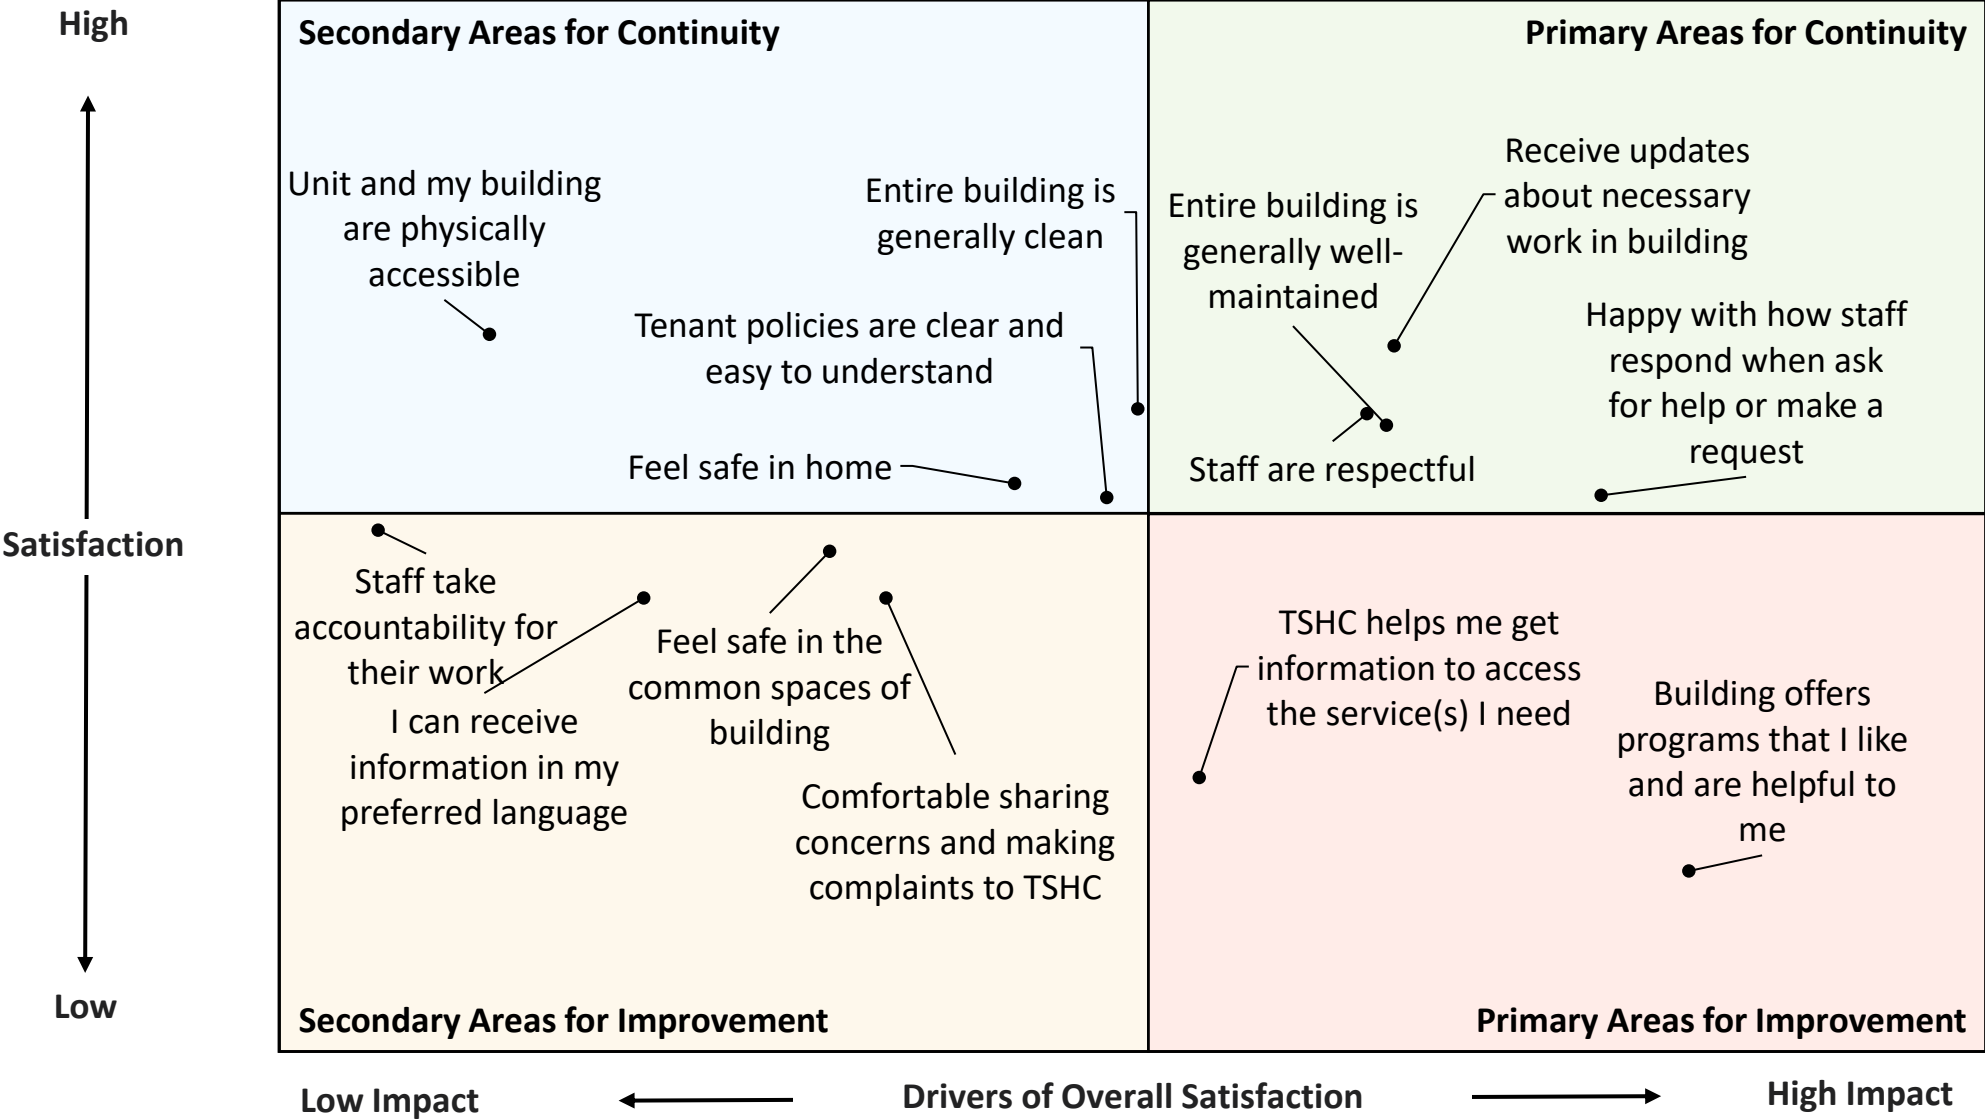 High
Satisfaction
Low
Secondary Areas for Continuity
Unit and my building
are physically
accessible
Entire building is
generally clean
Tenant policies are clear and
easy to understand
Feel safe in home
Primary Areas for Continuity
Entire building is
generally well-
maintained
Receive updates
about necessary
work in building
Happy with how staff
respond when ask
for help or make a
request
Staff are respectful
Staff take
accountability for
their work
I can receive
information in my
preferred language
Feel safe in the
common spaces of
building
Comfortable sharing
concerns and making
complaints to TSHC
Secondary Areas for Improvement
TSHC helps me get
information to access
the service(s) I need
Building offers
programs that I like
and are helpful to
me
Primary Areas for Improvement
Low Impact
Drivers of Overall Satisfaction
High Impact